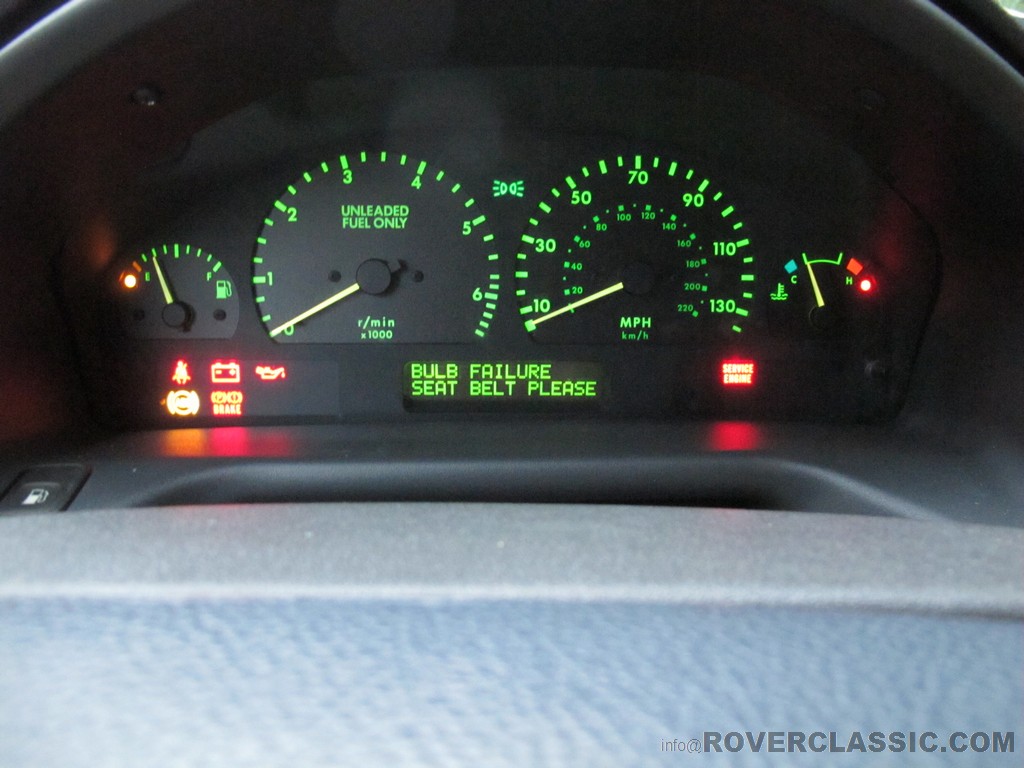 0
1
2
3
4
5
6
UNLEADED
FUEL ONLY
r/min
x1000
10
30
50
70
90
110
130
20
40
60
80
100
120
140
160
180
200
220
MPH
km/h
E
F
C
H
BULB FAILURE
SEAT BELT PLEASE
SERVICE
ENGINE
BRAKE
info@ROVERCLASSIC.COM